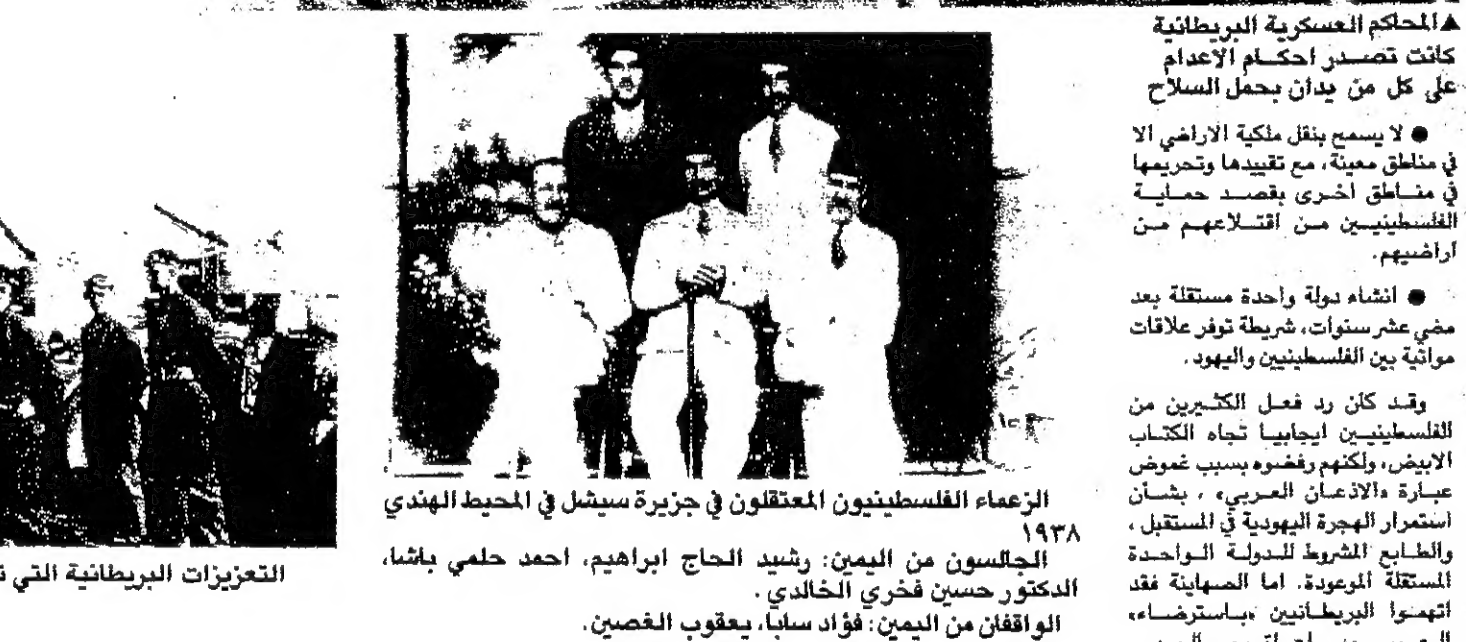 ▲المحاكم العسكرية البريطانية
كانت تصدر احكام الاعدام
على كل من يدان بحمل السلاح
● لا يسمح بنقل ملكية الاراضي الا
في مناطق معينة، مع تقييدها وتحريمها
في مناطق اخرى بقصد حماية
الفلسطينيين من اقتلاعهم من
اراضيهم.
● انشاء دولة واحدة مستقلة بعد
مضي عشر سنوات، شريطة توفر علاقات
مواتية بين الفلسطينيين واليهود.
وقد كان رد فعل الكثيرين من
الفلسطينيين ايجابيا تجاه الكتاب
الابيض، ولكنهم رفضوه بسبب غموض
عبارة «الاذعان العربي» ، بشأن
استمرار الهجرة اليهودية في المستقبل ،
والطابع المشروط للدولة الواحدة
المستقلة الموعودة. اما الصهاينة فقد
اتهموا البريطانيين «باسترضاء»
الزعماء الفلسطينيون المعتقلون في جزيرة سيشل في المحيط الهندي
١٩٣٨
الجالسون من اليمين: رشيد الحاج ابراهيم، احمد حلمي باشا،
الدكتور حسين فخري الخالدي .
الواقفان من اليمين: فؤاد سابا، يعقوب الغصين.
التعزيزات البريطانية التي